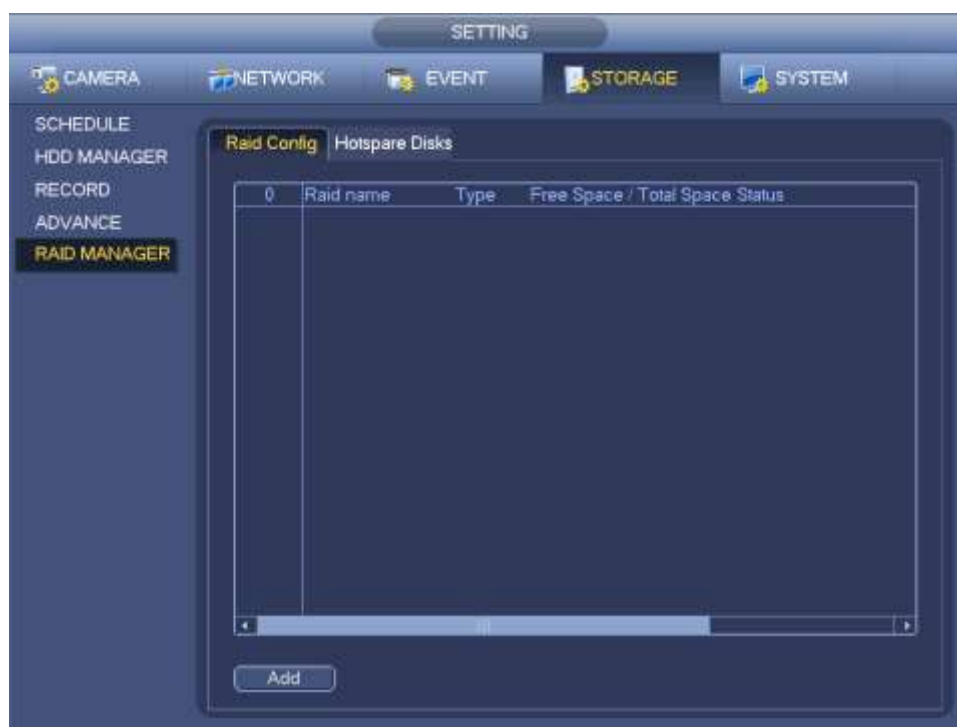 SETTING
CAMERA NETWORK EVENT STORAGE SYSTEM
SCHEDULE
HDD MANAGER
RECORD
ADVANCE
RAID MANAGER
Raid Config Hotspare Disks
0 Raid name Type Free Space / Total Space Status
Add